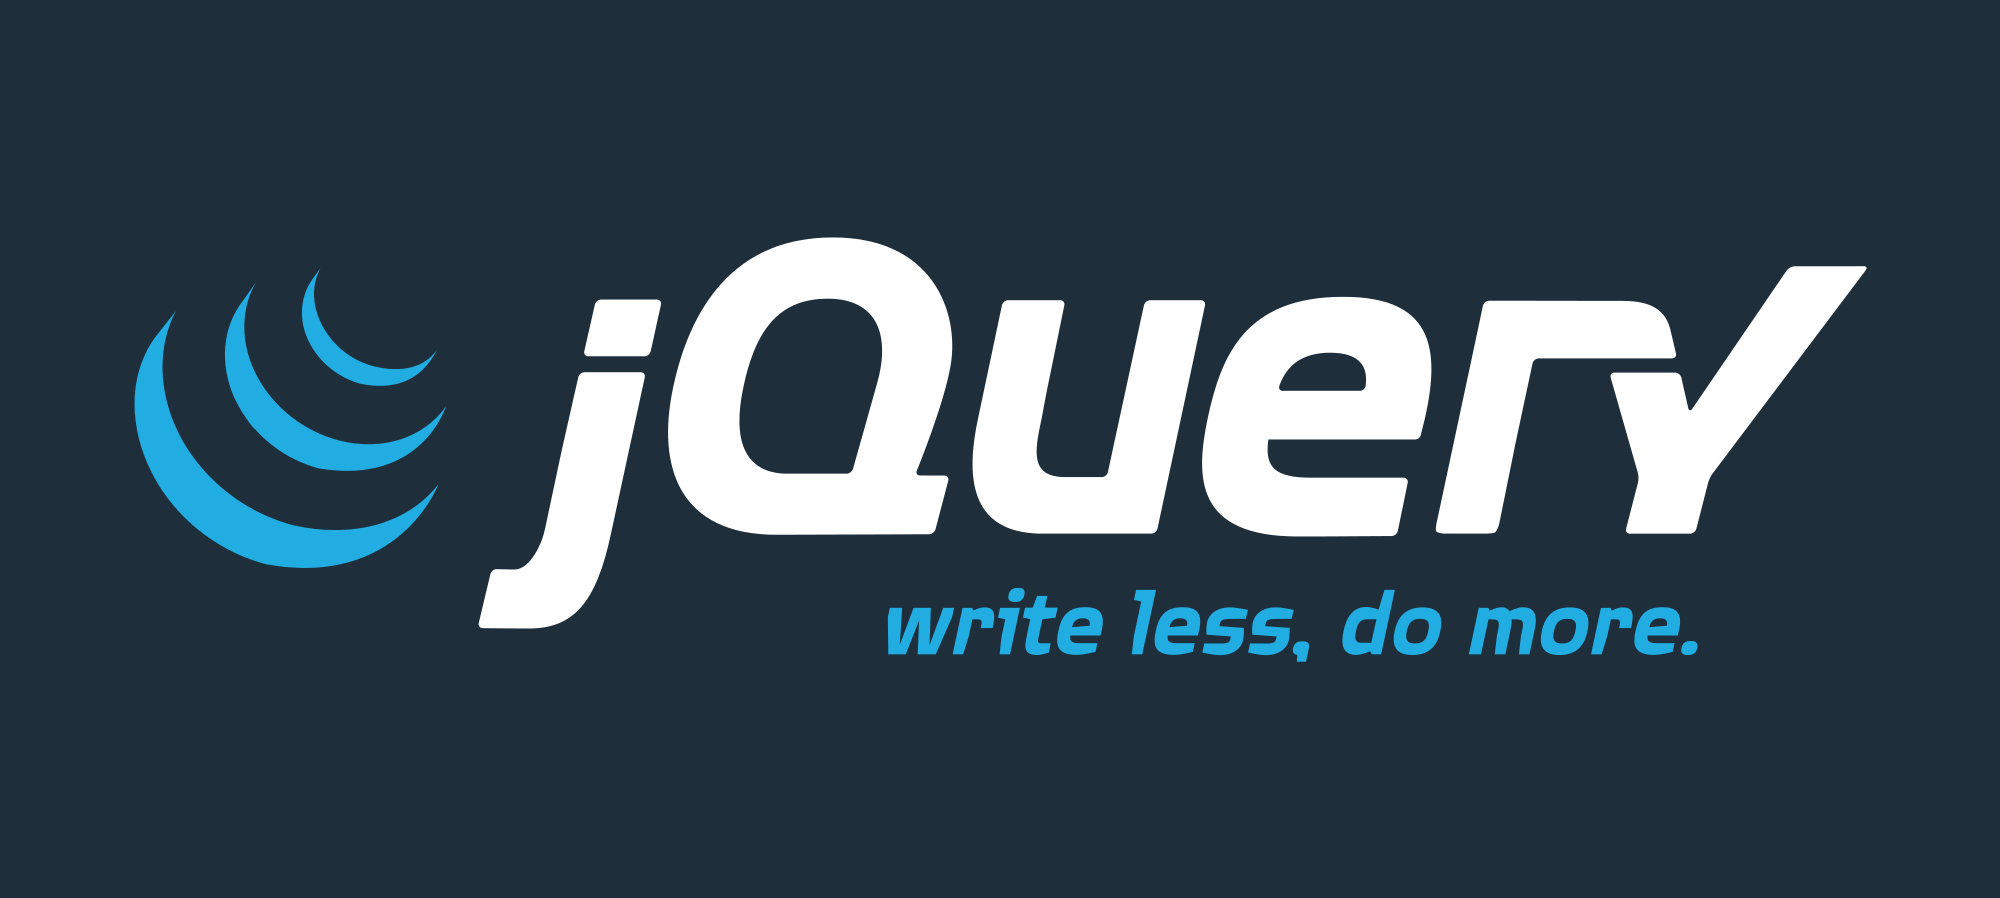 jQuery
write less, do more.